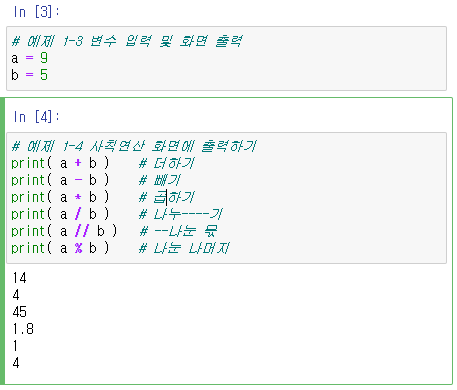 In [3]:
# 예제 1-3 변수 입력 및 화면 출력
a = 9
b = 5
In [4]:
# 예제 1-4 사칙연산 화면에 출력하기
print( a + b ) # 더하기
print( a - b ) # 빼기
print( a * b ) # 곱하기
print( a / b ) # 나누----기
print( a // b ) # --나눈 몫
print( a % b ) # 나눈 나머지
14
4
45
1.8
1
4